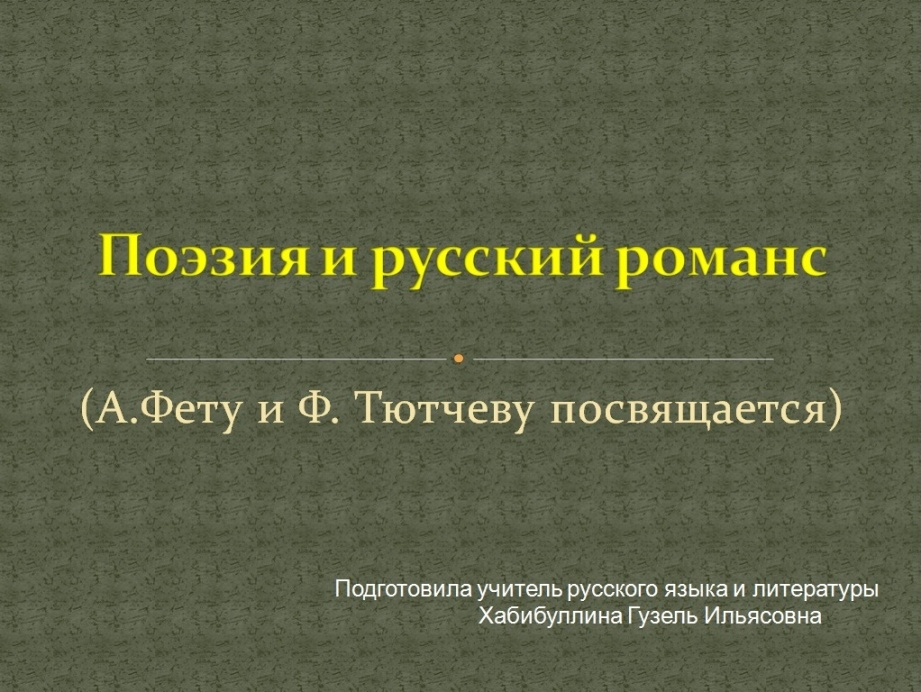 Поэзия и русский романс
(А.Фету и Ф. Тютчеву посвящается)
Подготовила учитель русского языка и литературы
Хабибуллина Гузель Ильясовна